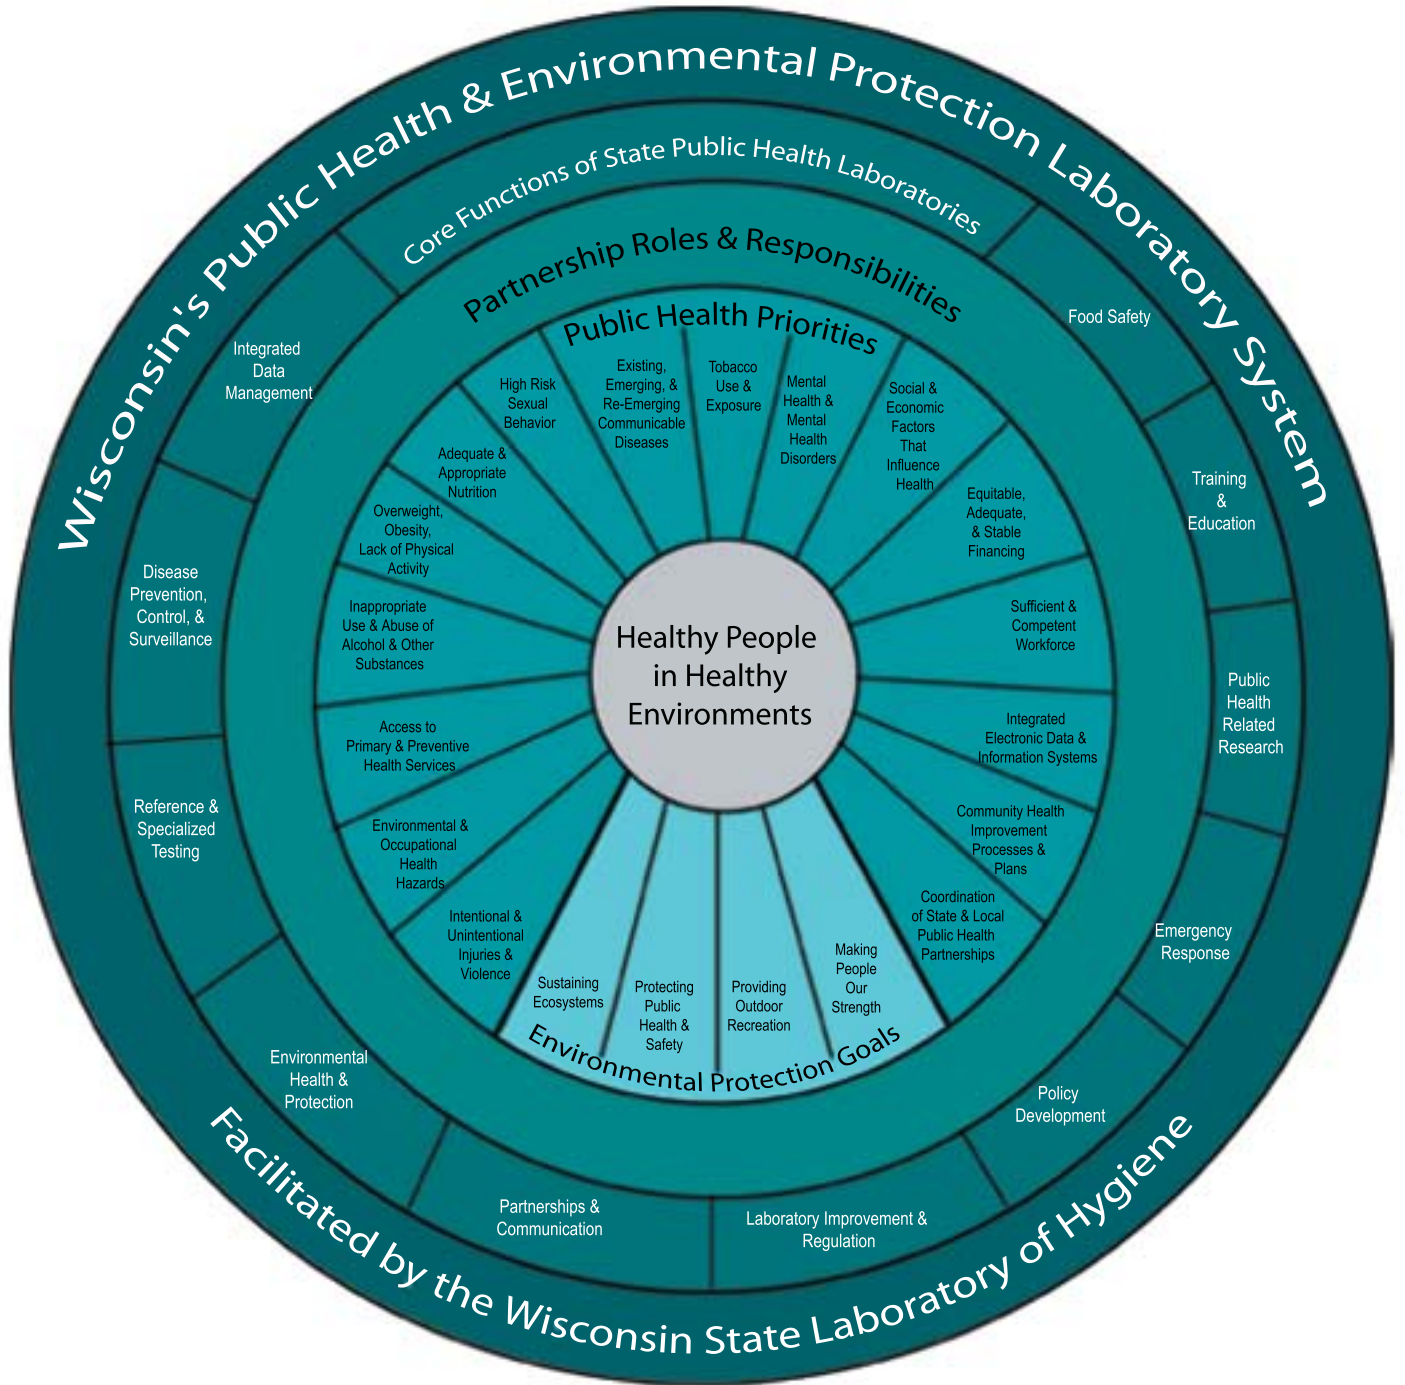 Wisconsin's Public Health & Environmental Protection Laboratory System
Core Functions of State Public Health Laboratories
Food Safety
Training
&
Education
Public
Health
Related
Research
Emergency
Response
Policy
Development
Laboratory Improvement &
Regulation
Partnerships &
Communication
Environmental
Health &
Protection
Reference &
Specialized
Testing
Disease
Prevention,
Control, &
Surveillance
Integrated
Data
Management
Partnership Roles & Responsibilities
Public Health Priorities
Existing,
Emerging, &
Re-Emerging
Communicable
Diseases
Tobacco
Use &
Exposure
Mental
Health &
Mental
Health
Disorders
Social &
Economic
Factors
That
Influence
Health
Equitable,
Adequate,
& Stable
Financing
Sufficient &
Competent
Workforce
Integrated
Electronic Data &
Information Systems
Community Health
Improvement
Processes &
Plans
Coordination
of State & Local
Public Health
Partnerships
Making
People
Our
Strength
Providing
Outdoor
Recreation
Protecting
Public
Health &
Safety
Sustaining
Ecosystems
Environmental Protection Goals
Intentional &
Unintentional
Injuries &
Violence
Environmental &
Occupational
Health
Hazards
Access to
Primary & Preventive
Health Services
Inappropriate
Use & Abuse of
Alcohol & Other
Substances
Overweight,
Obesity,
Lack of Physical
Activity
Adequate &
Appropriate
Nutrition
High Risk
Sexual
Behavior
Healthy People
in Healthy
Environments
Facilitated by the Wisconsin State Laboratory of Hygiene